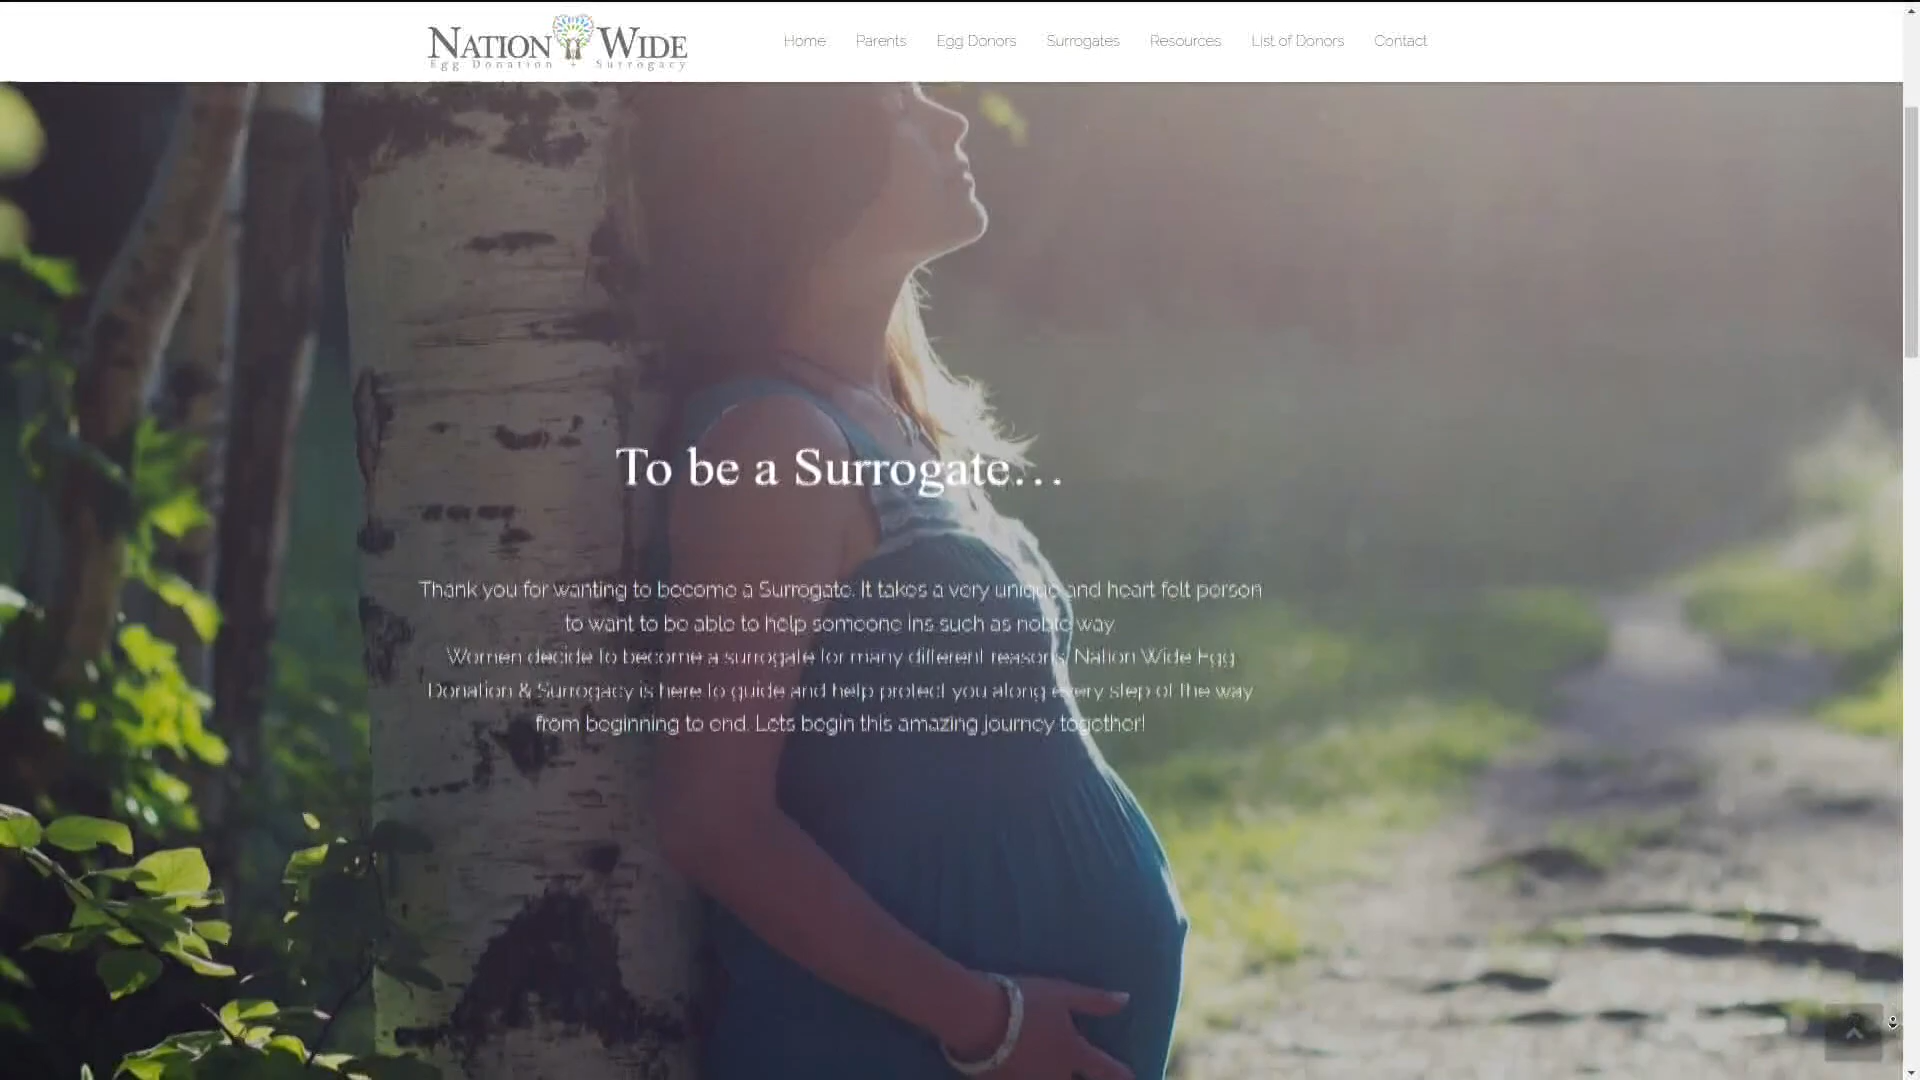 NATION WIDE
Egg Donation + Surrogacy
Home Parents Egg Donors Surrogates Resources List of Donors Contact
To be a Surrogate...
Thank you for wanting to become a Surrogate. It takes a very unique and heart felt person
to want to be able to help someone ins such as noble way.
Women decide to become a surrogate for many different reasons, Nation Wide Egg
Donation & Surrogacy is here to guide and help protect you along every step of the way
from beginning to end. Lets begin this amazing journey together!